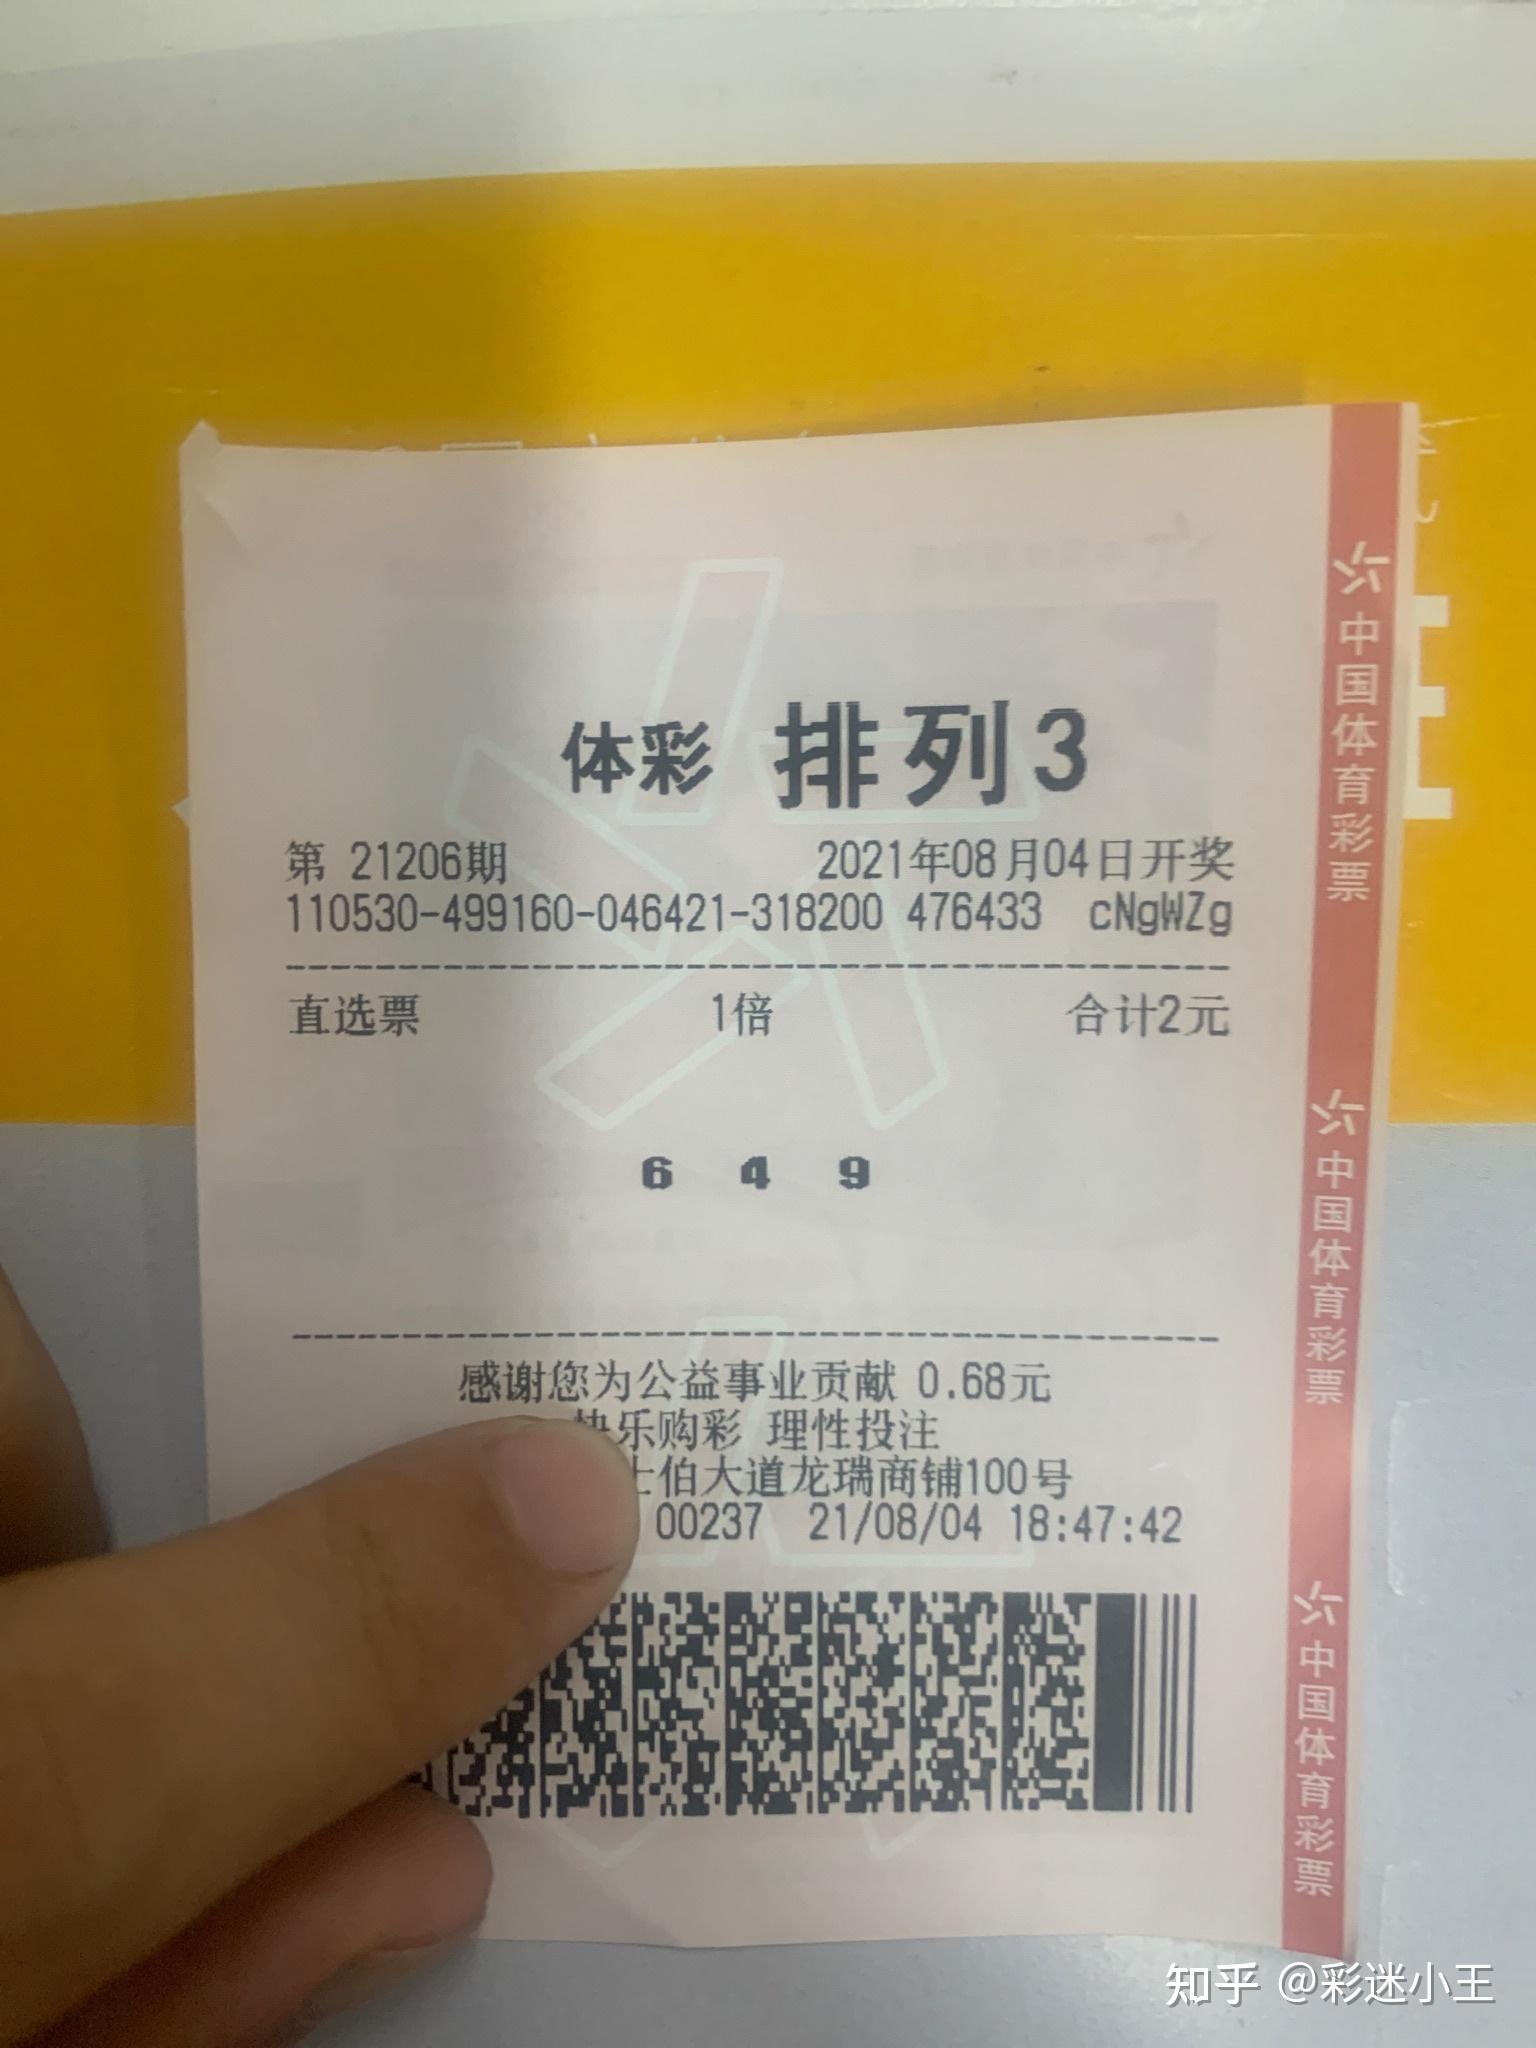 体彩 排列3
第 21206期 2021年08月04日开奖
110530-499160-046421-318200 476433 cNgWZg
直选票 1倍 合计2元
6 4 9
感谢您为公益事业贡献 0.68元
快乐购彩 理性投注
士伯大道龙瑞商铺100号
00237 21/08/04 18:47:42
中国体育彩票
中国体育彩票
中国体育彩票
知乎 @彩迷小王